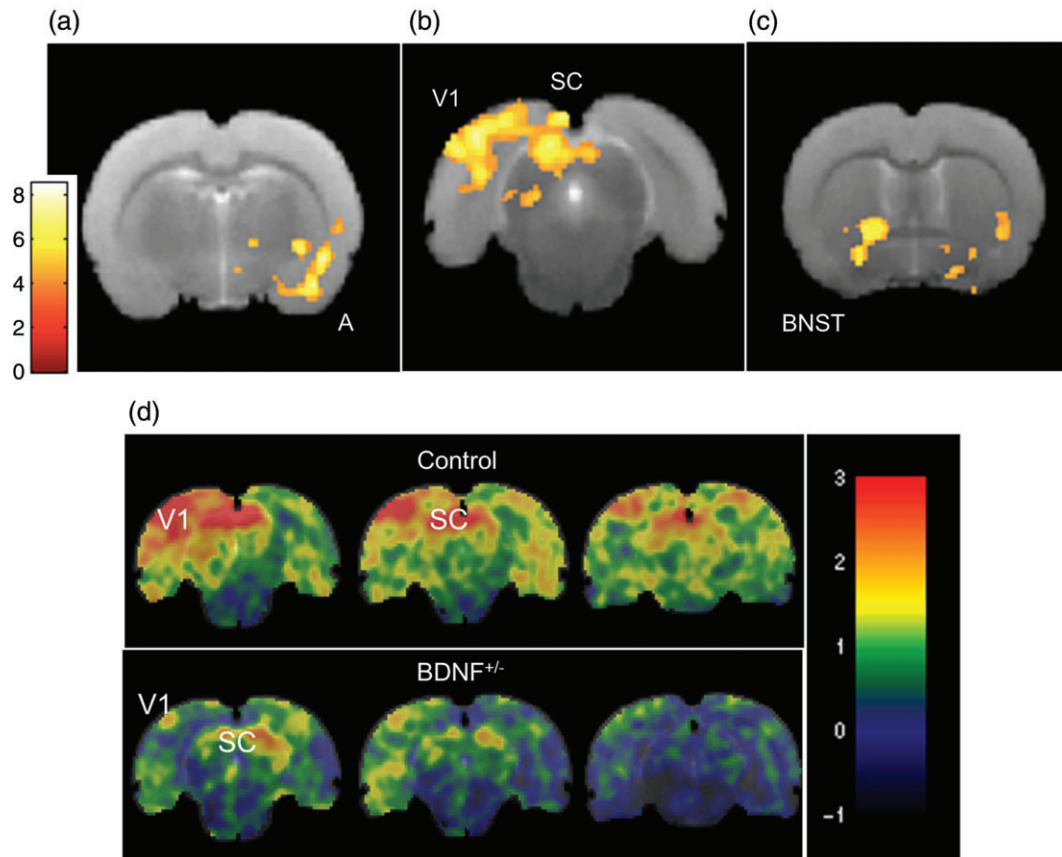 (a)
(b)
(c)
V1
SC
8
6
4
2
0
A
BNST
(d)
Control
V1
SC
BDNF+/-
V1
SC
3
2
1
0
-1